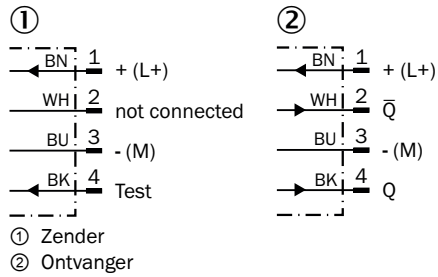 ① ②
BN 1 + (L+)
WH 2 not connected
BU 3 - (M)
BK 4 Test
BN 1 + (L+)
WH 2 Q̅
BU 3 - (M)
BK 4 Q
① Zender
② Ontvanger